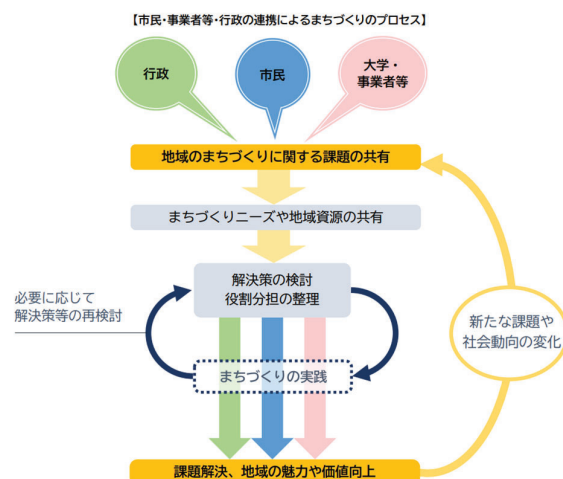 【市民・事業者等・行政の連携によるまちづくりのプロセス】
行政
市民
大学・
事業者等
地域のまちづくりに関する課題の共有
まちづくりニーズや地域資源の共有
解決策の検討
役割分担の整理
必要に応じて
解決策等の再検討
新たな課題や
社会動向の変化
まちづくりの実践
課題解決、地域の魅力や価値向上